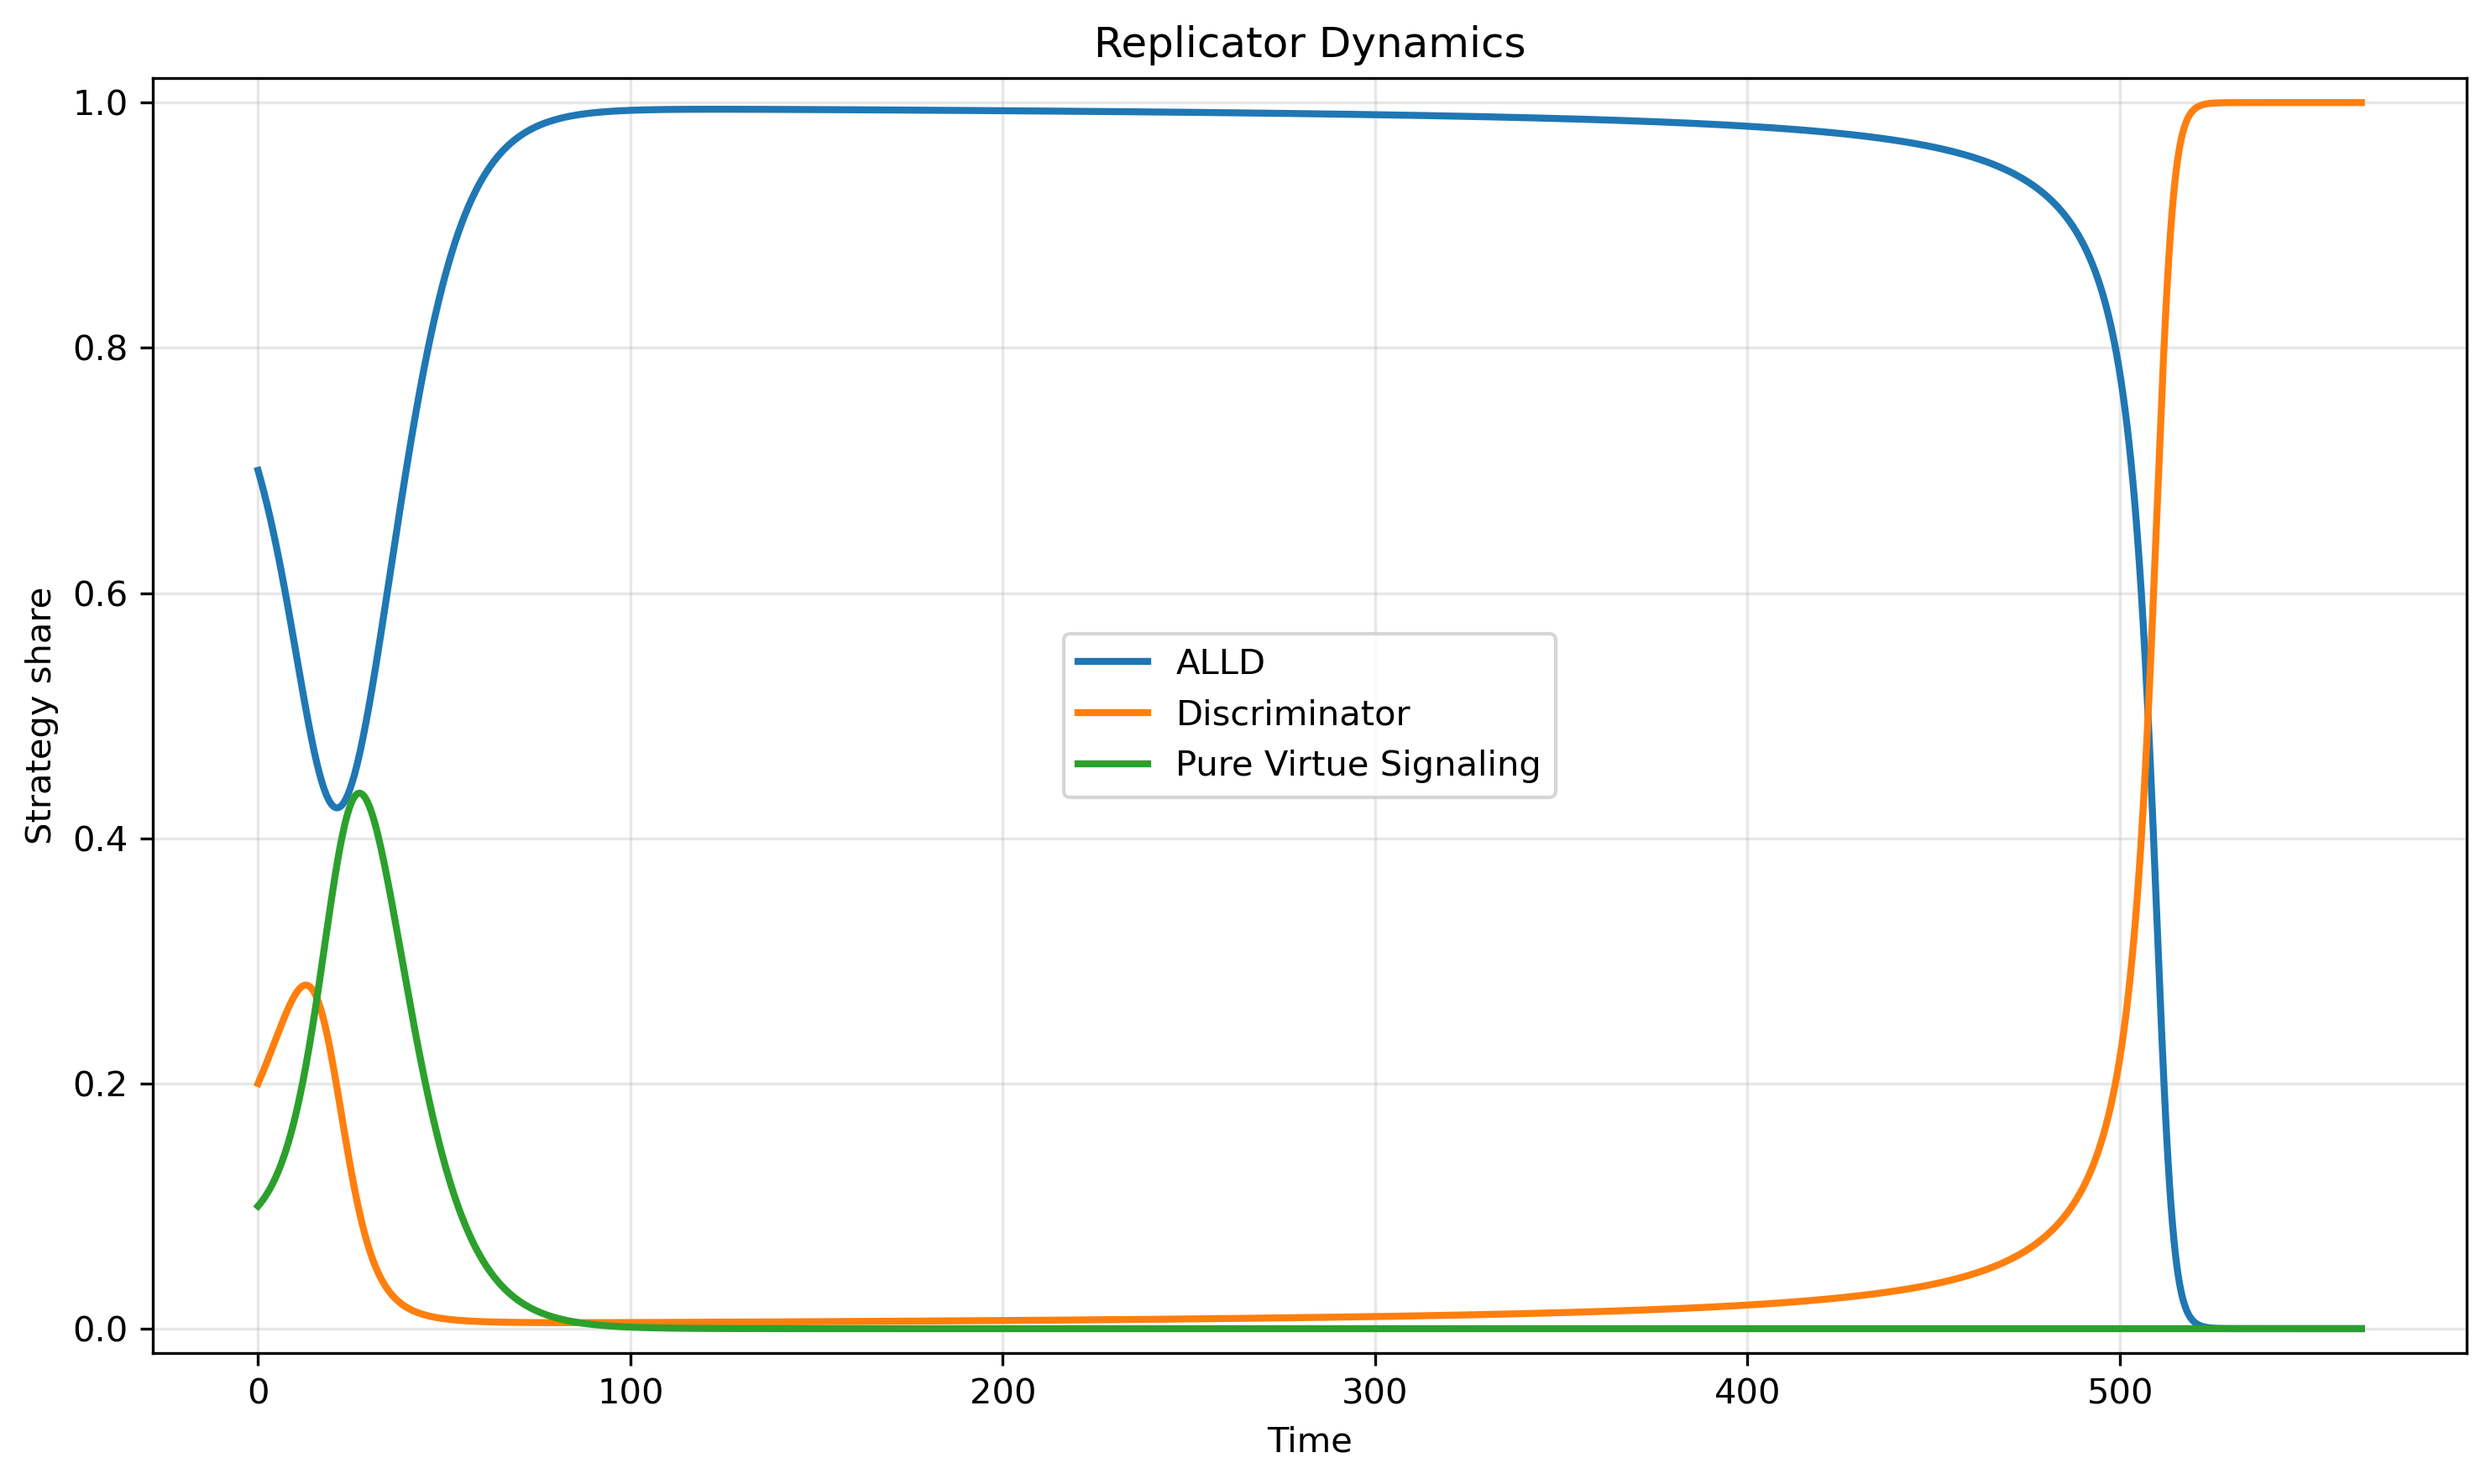 Replicator Dynamics
1.0
0.8
0.6
0.4
0.2
0.0
Strategy share
ALLD
Discriminator
Pure Virtue Signaling
0 100 200 300 400 500
Time